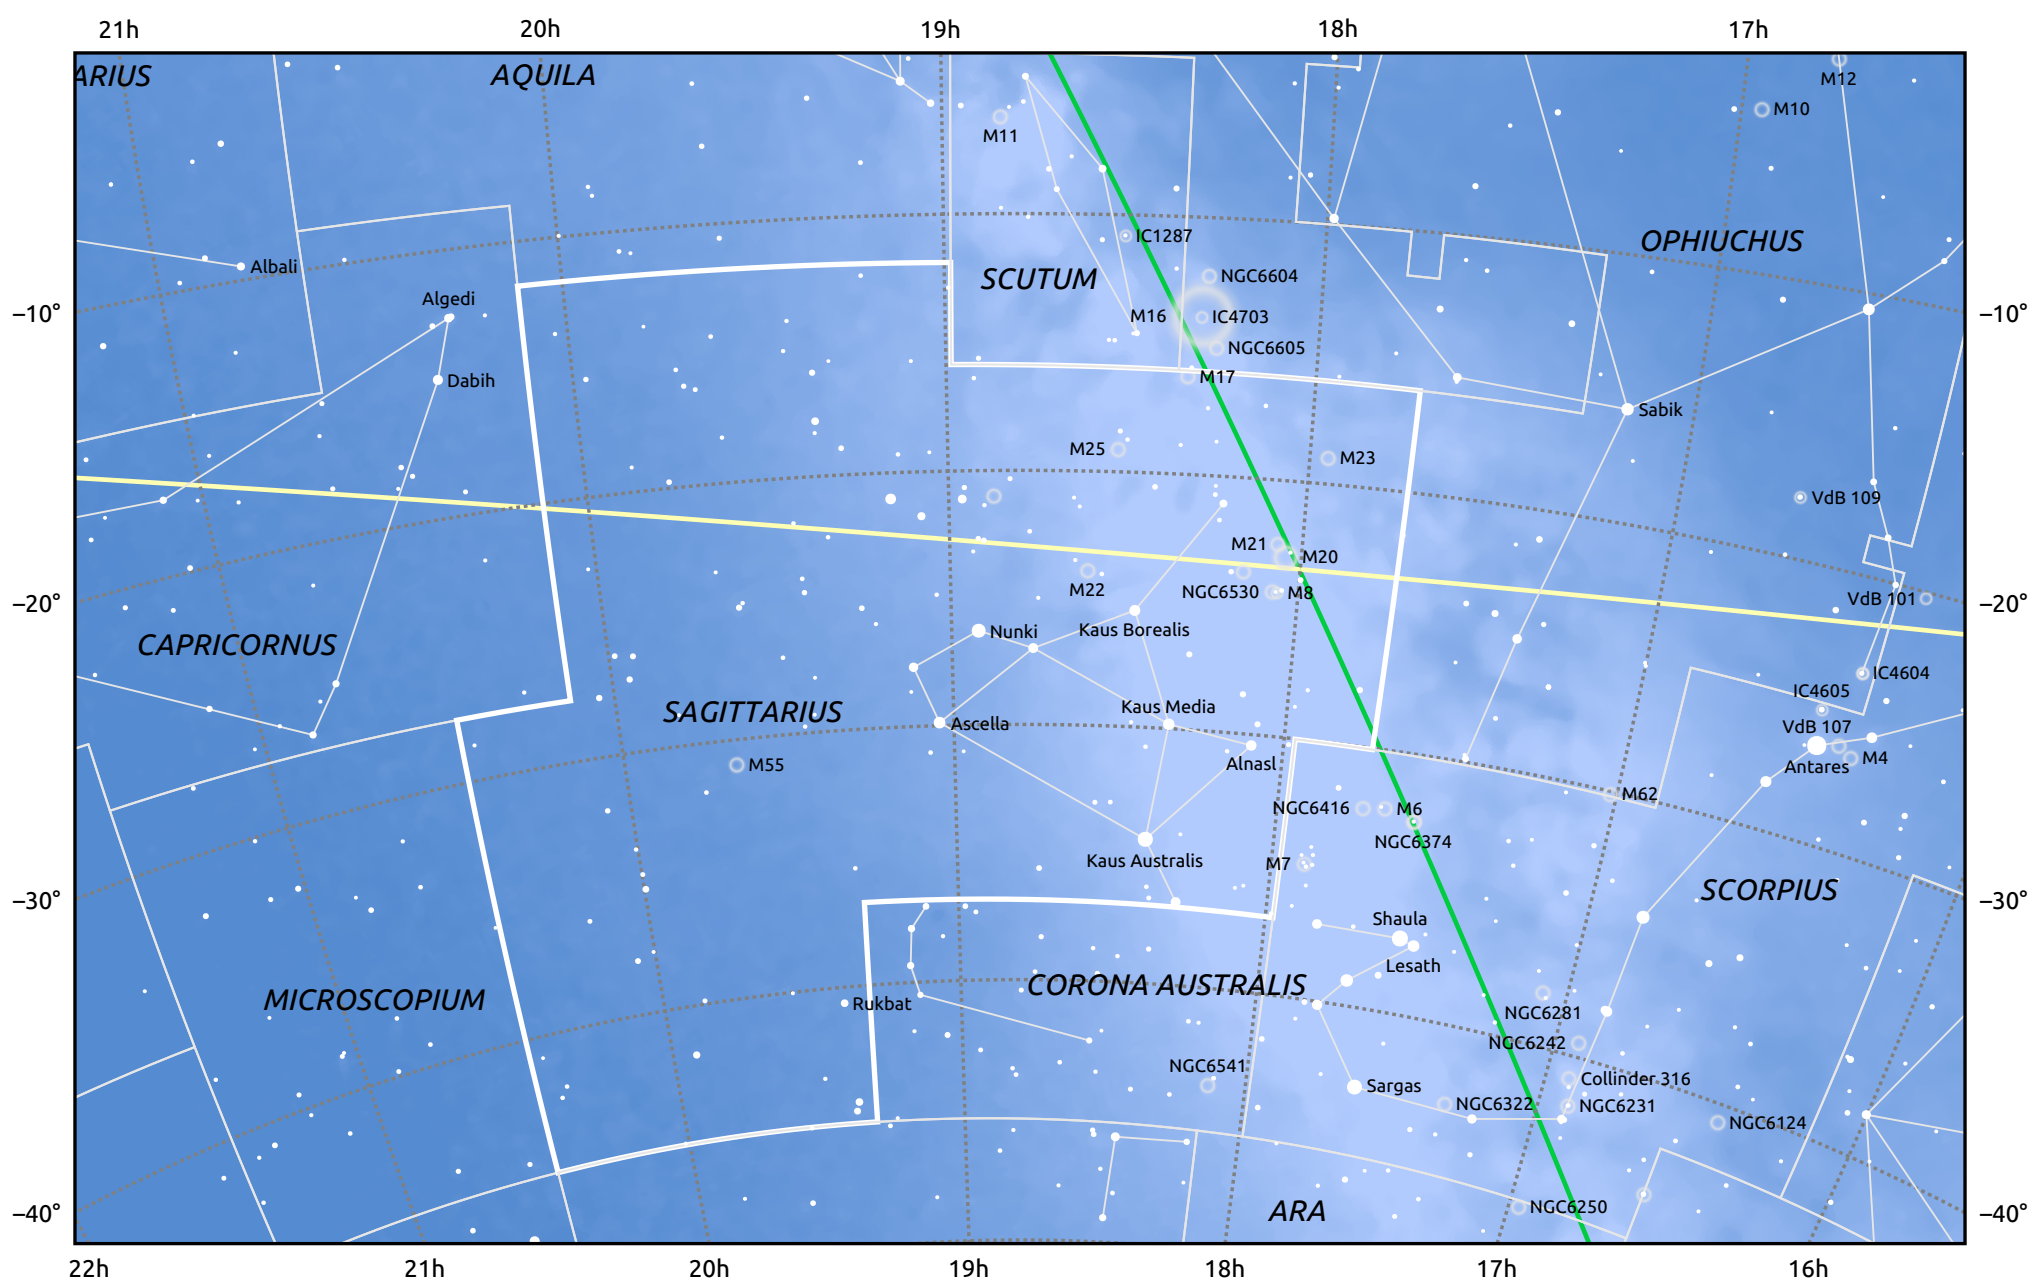 21h
20h
19h
18h
17h
ARIUS
AQUILA
M12
M10
M11
IC1287
OPHIUCHUS
Albali
SCUTUM
NGC6604
Algedi
−10°
M16
IC4703
−10°
NGC6605
Dabih
M17
Sabik
M25
M23
VdB 109
M21
M20
M22
NGC6530
M8
VdB 101
−20°
−20°
Nunki
Kaus Borealis
CAPRICORNUS
IC4604
IC4605
SAGITTARIUS
Kaus Media
Ascella
VdB 107
M55
Alnasl
Antares
M4
M62
NGC6416
M6
NGC6374
Kaus Australis
M7
−30°
SCORPIUS
−30°
Shaula
Lesath
MICROSCOPIUM
Rukbat
CORONA AUSTRALIS
NGC6281
NGC6242
NGC6541
Sargas
Collinder 316
NGC6322
NGC6231
NGC6124
−40°
ARA
NGC6250
−40°
22h
21h
20h
19h
18h
17h
16h